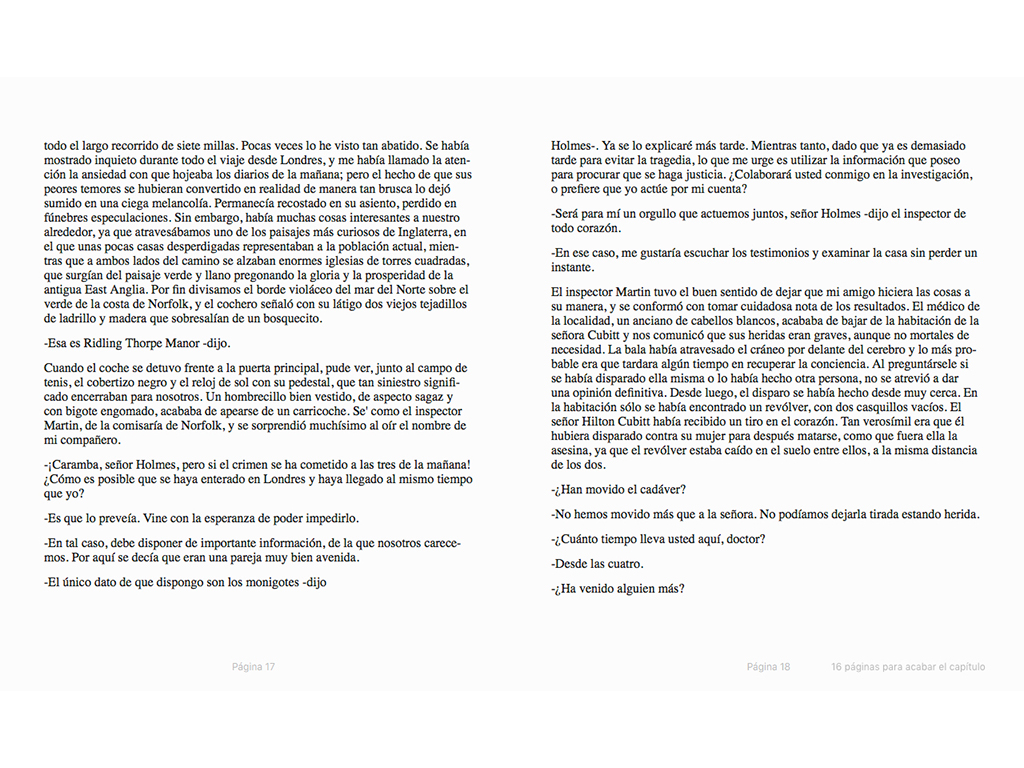 todo el largo recorrido de siete millas. Pocas veces lo he visto tan abatido. Se había
mostrado inquieto durante todo el viaje desde Londres, y me había llamado la aten-
ción la ansiedad con que hojeaba los diarios de la mañana; pero el hecho de que sus
peores temores se hubieran convertido en realidad de manera tan brusca lo dejó
sumido en una ciega melancolía. Permanecía recostado en su asiento, perdido en
fúnebres especulaciones. Sin embargo, había muchas cosas interesantes a nuestro
alrededor, ya que atravesábamos uno de los paisajes más curiosos de Inglaterra, en
el que unas pocas casas desperdigadas representaban a la población actual, mien-
tras que a ambos lados del camino se alzaban enormes iglesias de torres cuadradas,
que surgían del paisaje verde y llano pregonando la gloria y la prosperidad de la
antigua East Anglia. Por fin divisamos el borde violáceo del mar del Norte sobre el
verde de la costa de Norfolk, y el cochero señaló con su látigo dos viejos tejadillos
de ladrillo y madera que sobresalían de un bosquecito.
-Esa es Ridling Thorpe Manor -dijo.
Cuando el coche se detuvo frente a la puerta principal, pude ver, junto al campo de
tenis, el cobertizo negro y el reloj de sol con su pedestal, que tan siniestro signifi-
cado encerraban para nosotros. Un hombrecillo bien vestido, de aspecto sagaz y
con bigote engomado, acababa de apearse de un carricoche. Se' como el inspector
Martin, de la comisaría de Norfolk, y se sorprendió muchísimo al oír el nombre de
mi compañero.
-¡Caramba, señor Holmes, pero si el crimen se ha cometido a las tres de la mañana!
¿Cómo es posible que se haya enterado en Londres y haya llegado al mismo tiempo
que yo?
-Es que lo preveía. Vine con la esperanza de poder impedirlo.
-En tal caso, debe disponer de importante información, de la que nosotros carece-
mos. Por aquí se decía que eran una pareja muy bien avenida.
-El único dato de que dispongo son los monigotes -dijo
Página 17
Holmes-. Ya se lo explicaré más tarde. Mientras tanto, dado que ya es demasiado
tarde para evitar la tragedia, lo que me urge es utilizar la información que poseo
para procurar que se haga justicia. ¿Colaborará usted conmigo en la investigación,
o prefiere que yo actúe por mi cuenta?
-Será para mí un orgullo que actuemos juntos, señor Holmes -dijo el inspector de
todo corazón.
-En ese caso, me gustaría escuchar los testimonios y examinar la casa sin perder un
instante.
El inspector Martin tuvo el buen sentido de dejar que mi amigo hiciera las cosas a
su manera, y se conformó con tomar cuidadosa nota de los resultados. El médico de
la localidad, un anciano de cabellos blancos, acababa de bajar de la habitación de la
señora Cubitt y nos comunicó que sus heridas eran graves, aunque no mortales de
necesidad. La bala había atravesado el cráneo por delante del cerebro y lo más pro-
bable era que tardara algún tiempo en recuperar la conciencia. Al preguntársele si
se había disparado ella misma o lo había hecho otra persona, no se atrevió a dar
una opinión definitiva. Desde luego, el disparo se había hecho desde muy cerca. En
la habitación sólo se había encontrado un revólver, con dos casquillos vacíos. El
señor Hilton Cubitt había recibido un tiro en el corazón. Tan verosímil era que él
hubiera disparado contra su mujer para después matarse, como que fuera ella la
asesina, ya que el revólver estaba caído en el suelo entre ellos, a la misma distancia
de los dos.
-¿Han movido el cadáver?
-No hemos movido más que a la señora. No podíamos dejarla tirada estando herida.
-¿Cuánto tiempo lleva usted aquí, doctor?
-Desde las cuatro.
-¿Ha venido alguien más?
Página 18
16 páginas para acabar el capítulo